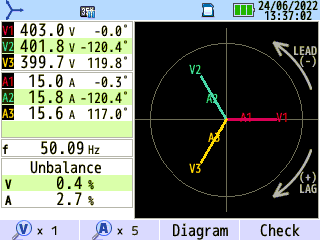 24/06/2022
13:37:02
V1 403.0 V -0.0°
V2 401.8 V -120.4°
V3 399.7 V 119.8°
A1 15.0 A -0.3°
A2 15.8 A -120.4°
A3 15.6 A 117.0°
f 50.09 Hz
Unbalance
V 0.4 %
A 2.7 %
LEAD
(-)
V2
A2
A1 V1
A3
V3
(+)
LAG
V x 1 A x 5 Diagram Check